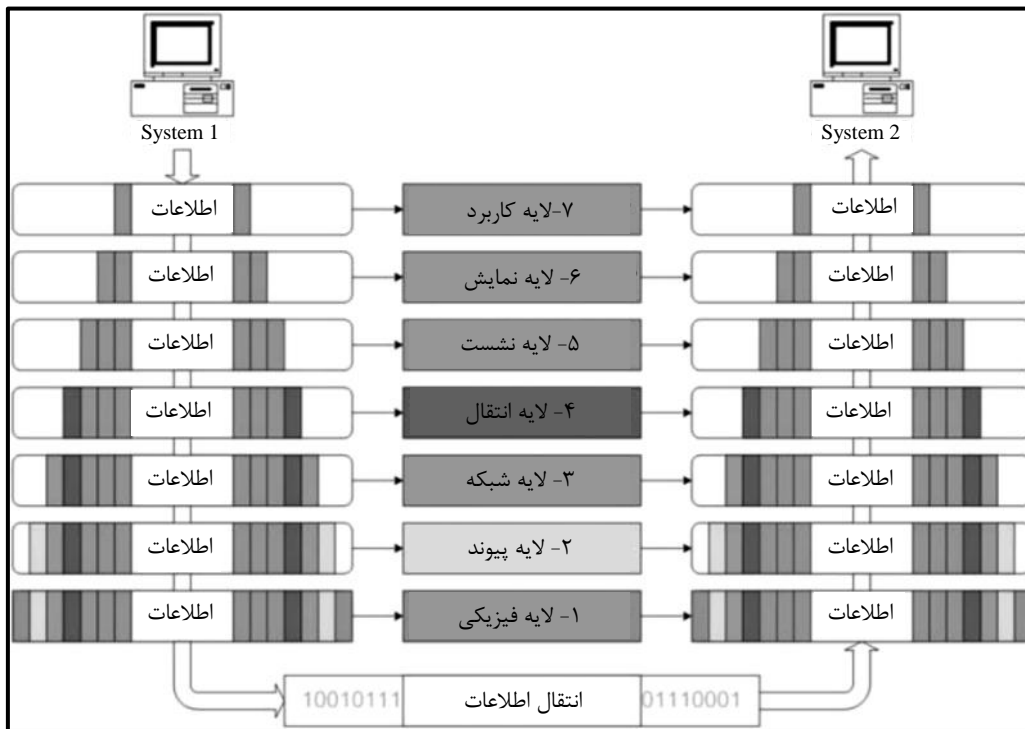 System 1
System 2
اطلاعات
۷-لایه کاربرد
اطلاعات
اطلاعات
۶- لایه نمایش
اطلاعات
اطلاعات
۵- لایه نشست
اطلاعات
اطلاعات
۴- لایه انتقال
اطلاعات
اطلاعات
۳- لایه شبکه
اطلاعات
اطلاعات
۲- لایه پیوند
اطلاعات
اطلاعات
۱- لایه فیزیکی
اطلاعات
10010111
انتقال اطلاعات
01110001